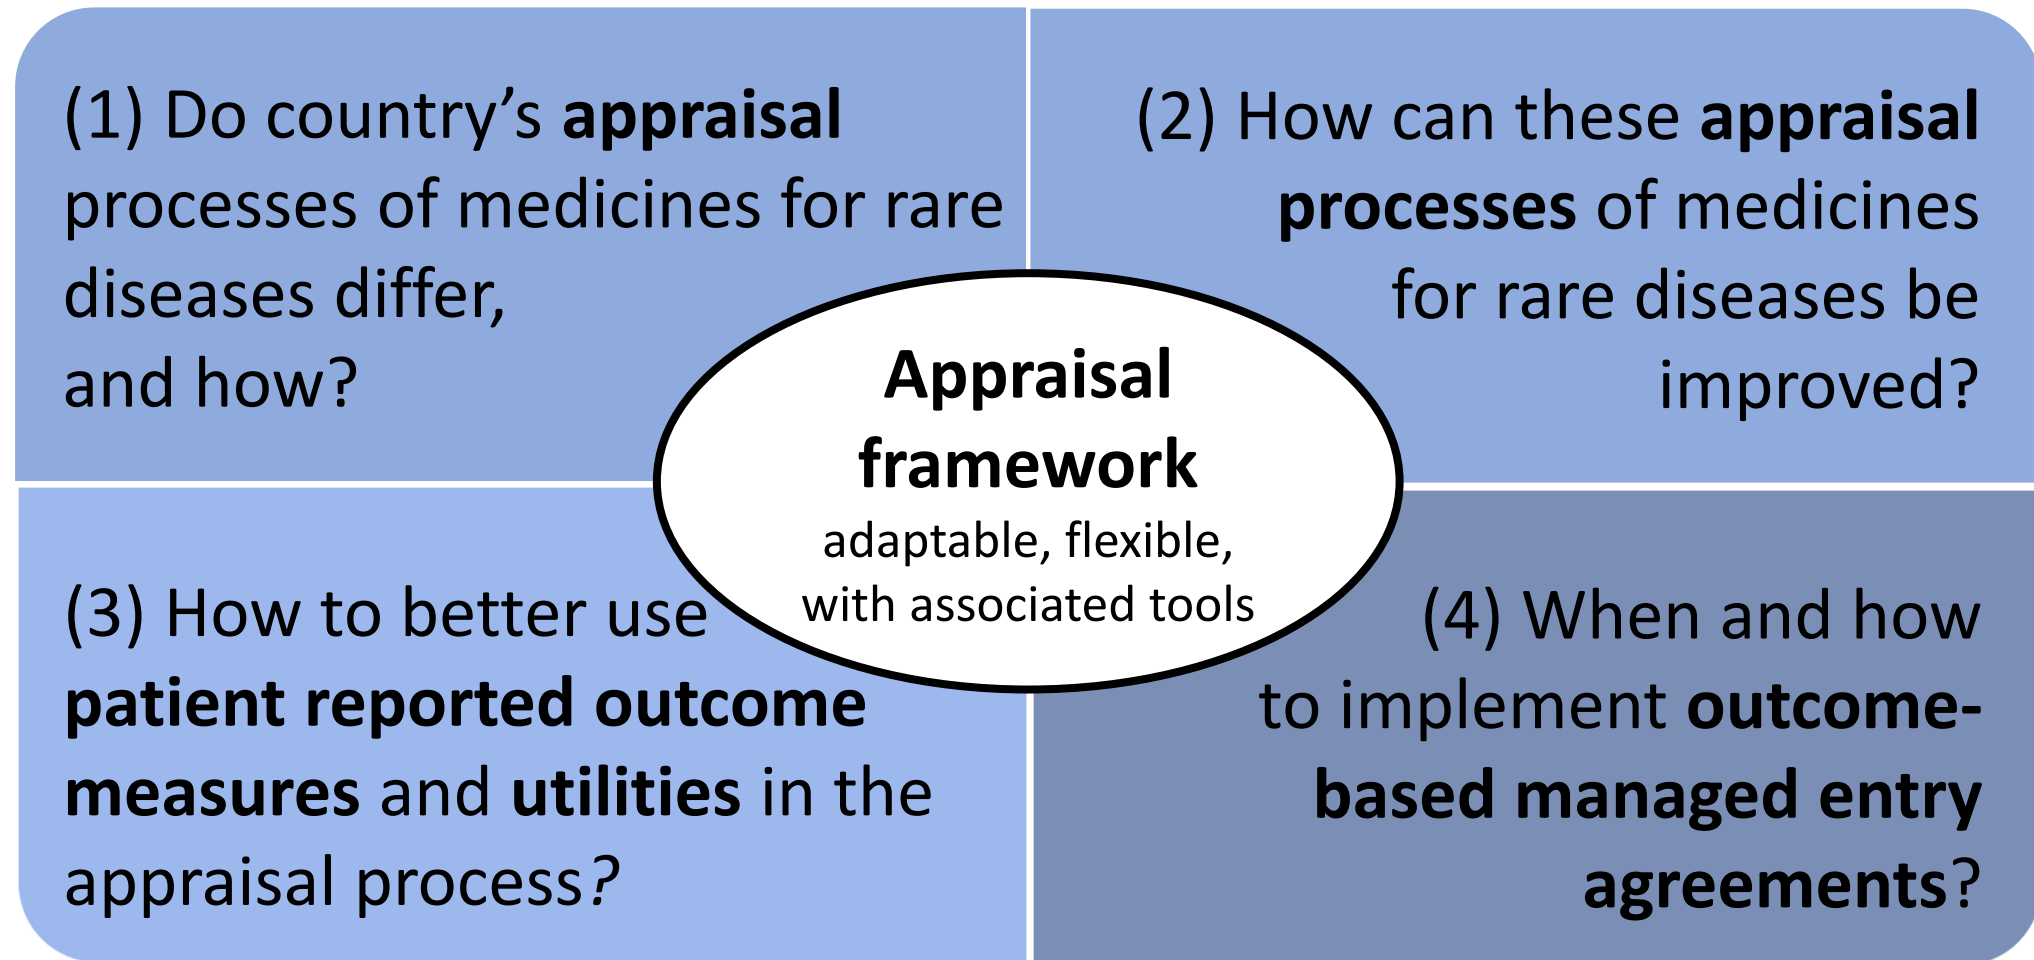 (1) Do country’s appraisal
processes of medicines for rare
diseases differ,
and how?
(2) How can these appraisal
processes of medicines
for rare diseases be
improved?
Appraisal
framework
adaptable, flexible,
with associated tools
(3) How to better use
patient reported outcome
measures and utilities in the
appraisal process?
(4) When and how
to implement outcome-
based managed entry
agreements?